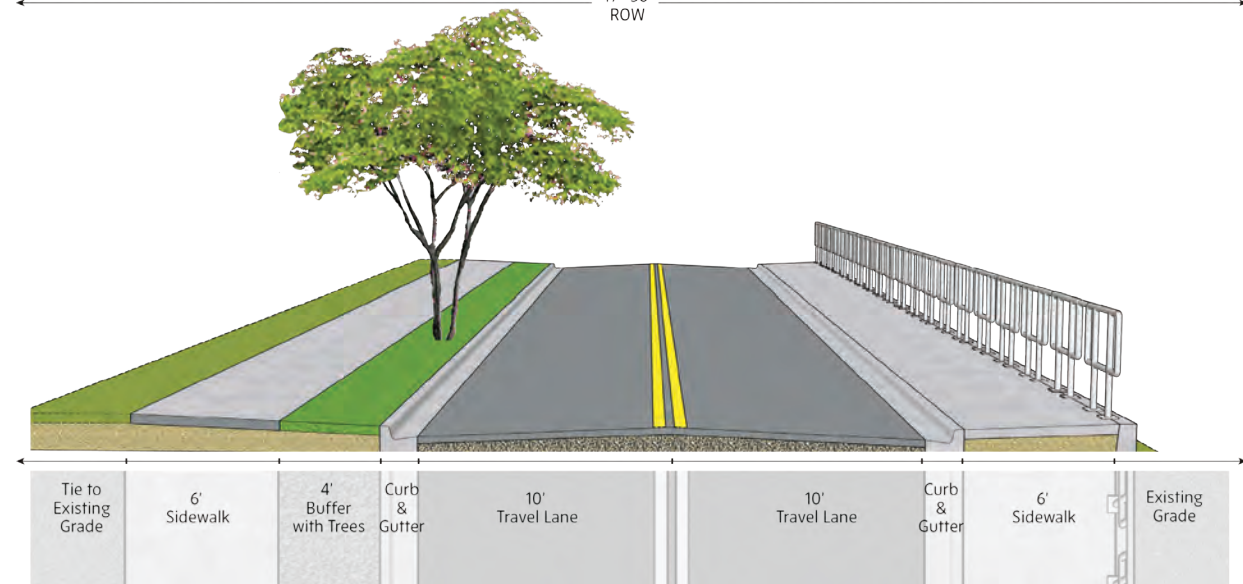 ROW
Tie to
Existing
Grade
6'
Sidewalk
4'
Buffer
with Trees
Curb
&
Gutter
10'
Travel Lane
10'
Travel Lane
Curb
&
Gutter
6'
Sidewalk
Existing
Grade